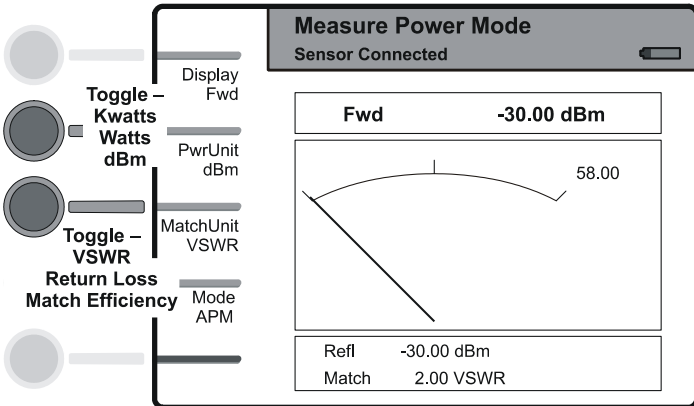 Measure Power Mode
Sensor Connected
Display
Fwd
Toggle –
Kwatts
Watts
dBm
PwrUnit
dBm
MatchUnit
VSWR
Toggle –
VSWR
Return Loss
Match Efficiency
Mode
APM
Fwd -30.00 dBm
58.00
Refl -30.00 dBm
Match 2.00 VSWR